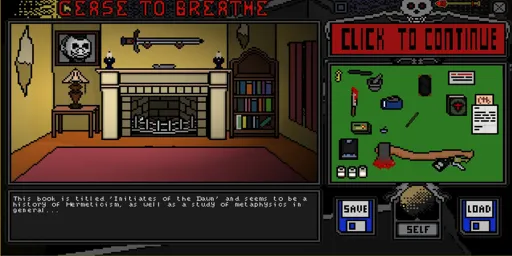 CEASE TO BREATHE
CLICK TO CONTINUE
This book is titled 'Initiates of the Dawn' and seems to be a
history of Hermeticism, as well as a study of metaphysics in
general...
SAVE
SELF
LOAD